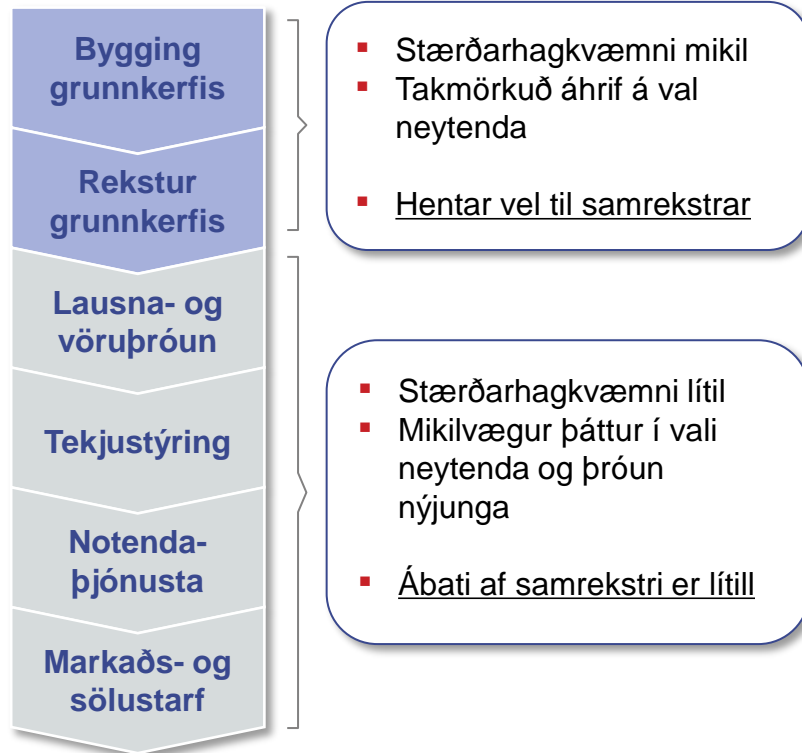 Bygging
grunnkerfis
Rekstur
grunnkerfis
Lausna- og
vöruþróun
Tekjustýring
Notenda-
þjónusta
Markaðs- og
sölustarf
Stærðarhagkvæmni mikil
Takmörkuð áhrif á val
neytenda
Hentar vel til samrekstrar
Stærðarhagkvæmni lítil
Mikilvægur þáttur í vali
neytenda og þróun
nýjunga
Ábati af samrekstri er lítill